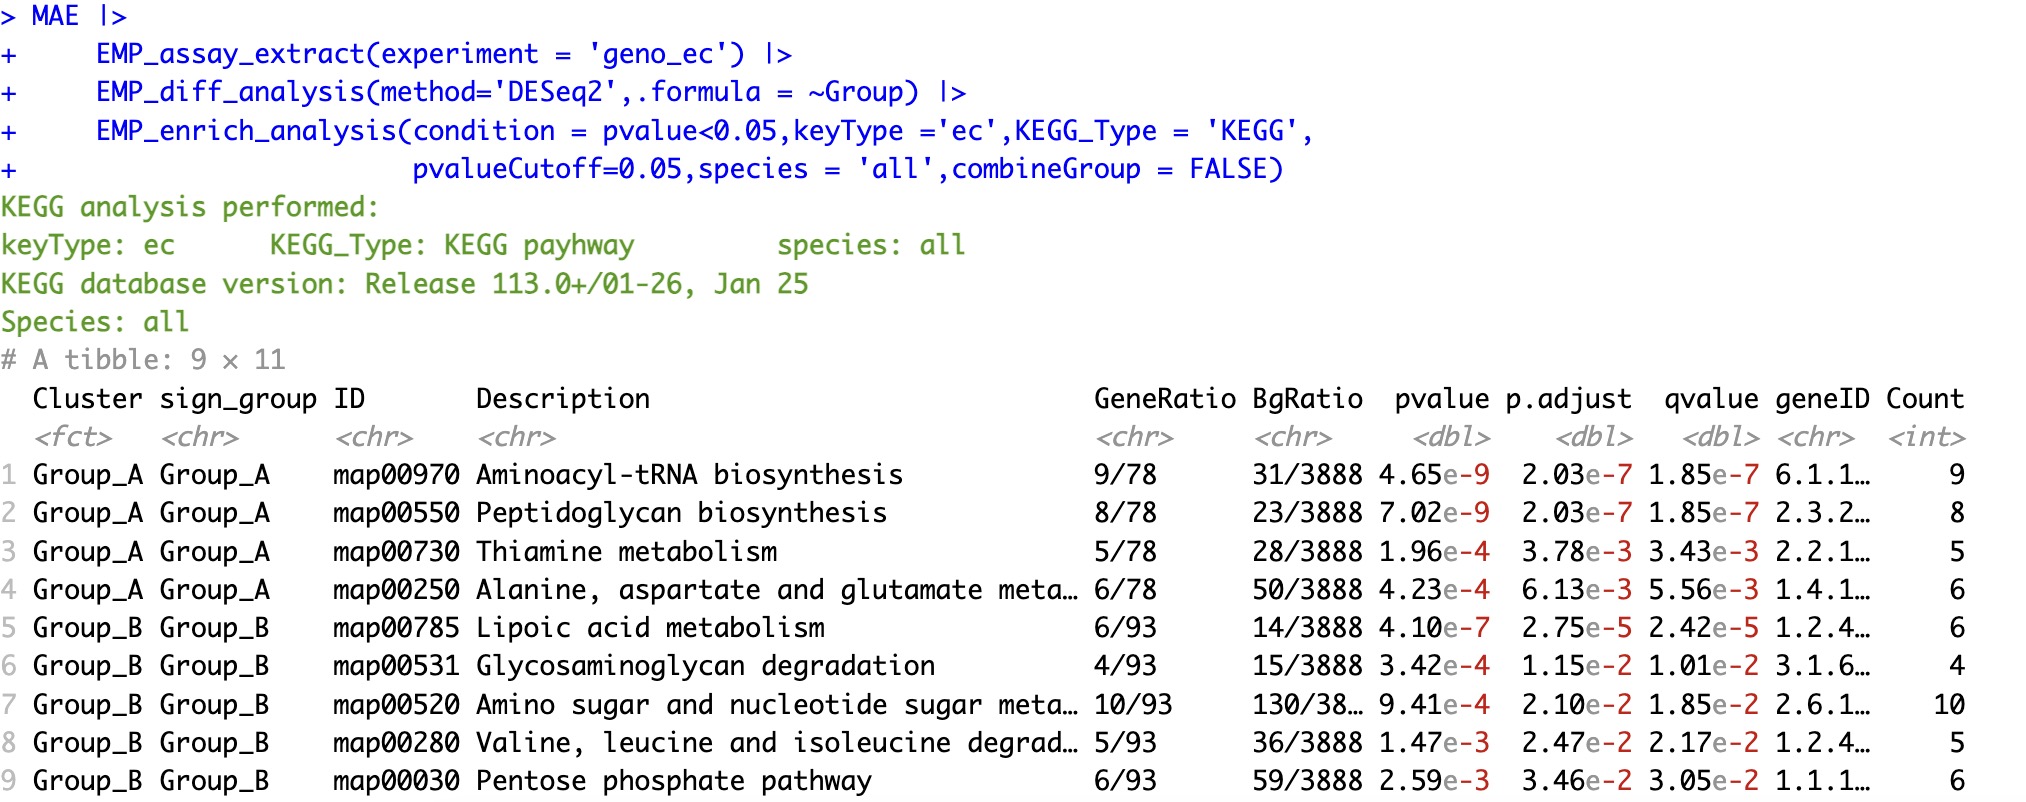 > MAE |>
+     EMP_assay_extract(experiment = 'geno_ec') |>
+     EMP_diff_analysis(method='DESeq2',.formula = ~Group) |>
+     EMP_enrich_analysis(condition = pvalue<0.05,keyType ='ec',KEGG_Type = 'KEGG',
+                         pvalueCutoff=0.05,species = 'all',combineGroup = FALSE)
KEGG analysis performed:
keyType: ec      KEGG_Type: KEGG payhway         species: all
KEGG database version: Release 113.0+/01-26, Jan 25
Species: all
# A tibble: 9 × 11
  Cluster sign_group ID       Description                            GeneRatio BgRatio  pvalue p.adjust  qvalue geneID Count
  <fct>   <chr>      <chr>    <chr>                                  <chr>     <chr>     <dbl>    <dbl>   <dbl> <chr>  <int>
1 Group_A Group_A    map00970 Aminoacyl-tRNA biosynthesis            9/78      31/3888 4.65e-9  2.03e-7 1.85e-7 6.1.1…     9
2 Group_A Group_A    map00550 Peptidoglycan biosynthesis             8/78      23/3888 7.02e-9  2.03e-7 1.85e-7 2.3.2…     8
3 Group_A Group_A    map00730 Thiamine metabolism                    5/78      28/3888 1.96e-4  3.78e-3 3.43e-3 2.2.1…     5
4 Group_A Group_A    map00250 Alanine, aspartate and glutamate meta… 6/78      50/3888 4.23e-4  6.13e-3 5.56e-3 1.4.1…     6
5 Group_B Group_B    map00785 Lipoic acid metabolism                 6/93      14/3888 4.10e-7  2.75e-5 2.42e-5 1.2.4…     6
6 Group_B Group_B    map00531 Glycosaminoglycan degradation          4/93      15/3888 3.42e-4  1.15e-2 1.01e-2 3.1.6…     4
7 Group_B Group_B    map00520 Amino sugar and nucleotide sugar meta… 10/93     130/38… 9.41e-4  2.10e-2 1.85e-2 2.6.1…    10
8 Group_B Group_B    map00280 Valine, leucine and isoleucine degrad… 5/93      36/3888 1.47e-3  2.47e-2 2.17e-2 1.2.4…     5
9 Group_B Group_B    map00030 Pentose phosphate pathway              6/93      59/3888 2.59e-3  3.46e-2 3.05e-2 1.1.1…     6